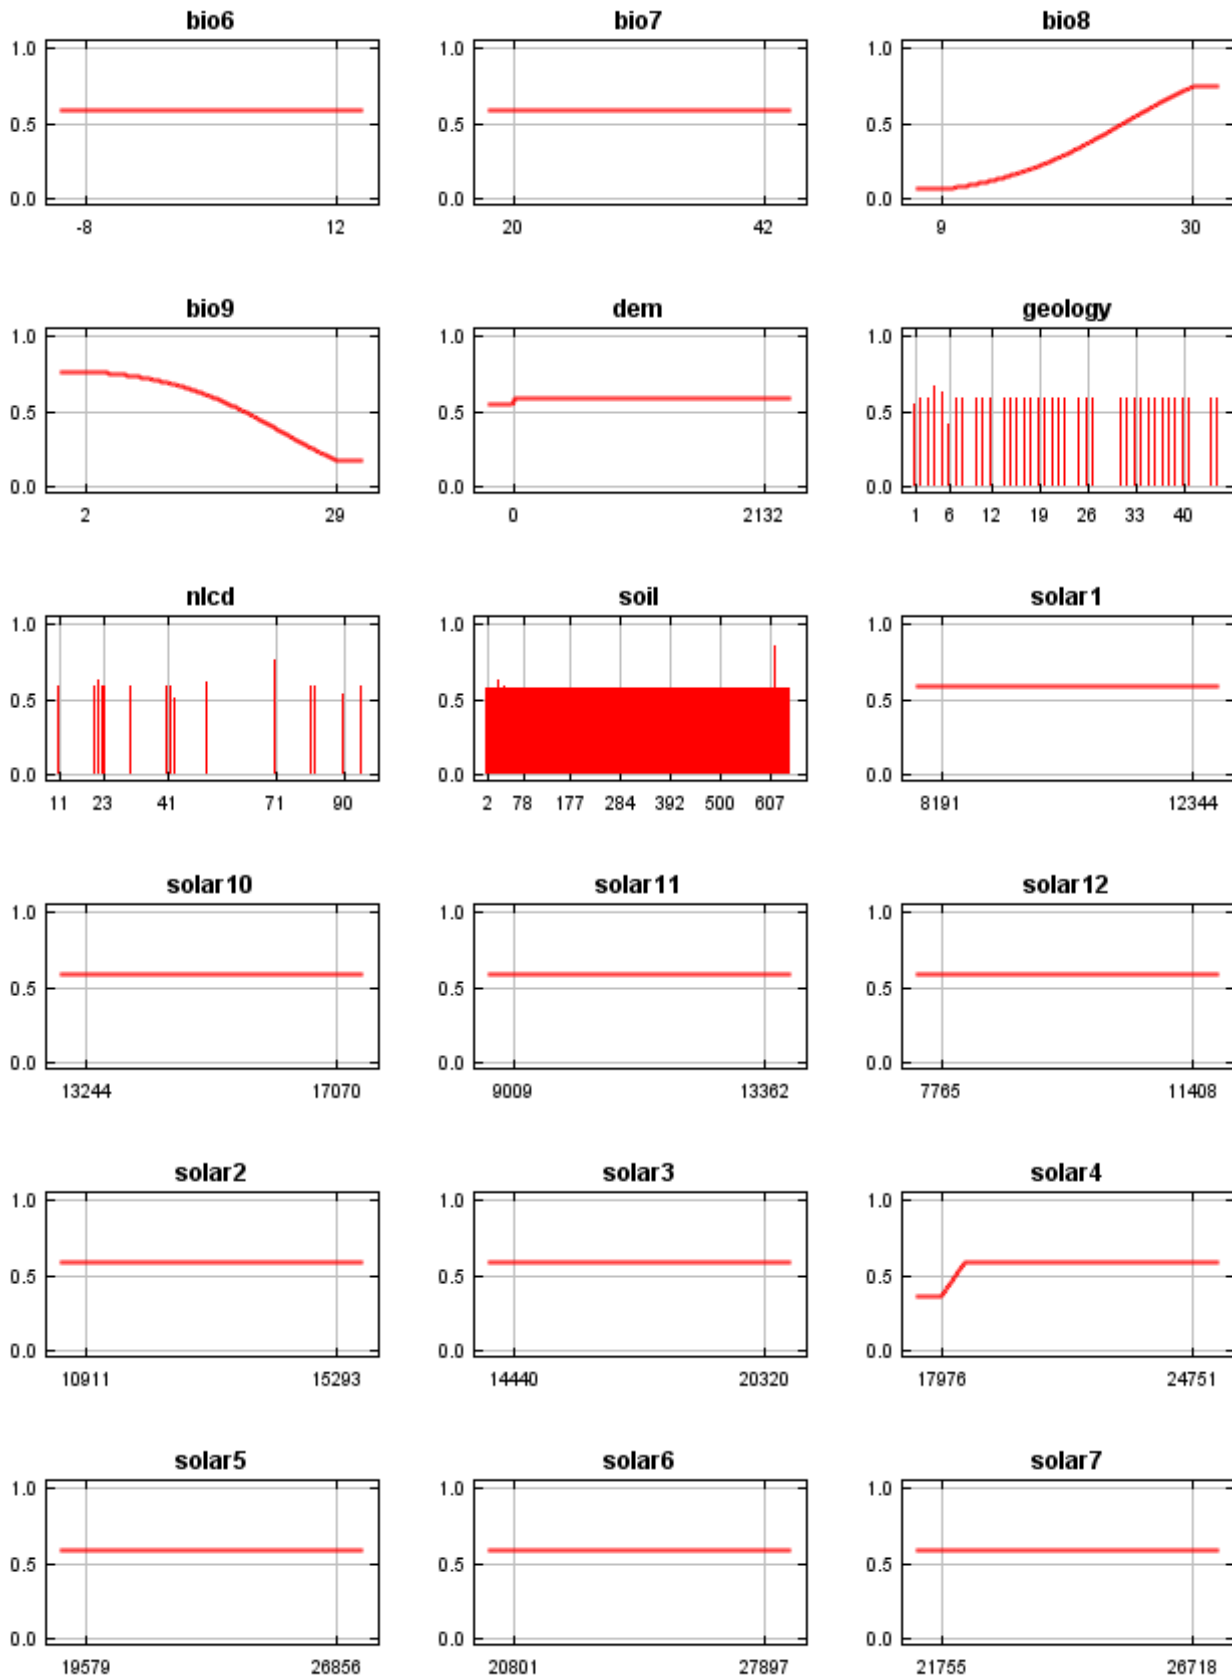 bio6 bio7 bio8
1.0 1.0 1.0
0.5 0.5 0.5
0.0 0.0 0.0
-8 12 20 42 9 30
bio9 dem geology
1.0 1.0 1.0
0.5 0.5 0.5
0.0 0.0 0.0
2 29 0 2132 1 6 12 19 26 33 40
nlcd soil solar1
1.0 1.0 1.0
0.5 0.5 0.5
0.0 0.0 0.0
11 23 41 71 90 2 78 177 284 392 500 607 8191 12344
solar10 solar11 solar12
1.0 1.0 1.0
0.5 0.5 0.5
0.0 0.0 0.0
13244 17070 9009 13362 7765 11408
solar2 solar3 solar4
1.0 1.0 1.0
0.5 0.5 0.5
0.0 0.0 0.0
10911 15293 14440 20320 17976 24751
solar5 solar6 solar7
1.0 1.0 1.0
0.5 0.5 0.5
0.0 0.0 0.0
19579 26856 20801 27897 21755 26718